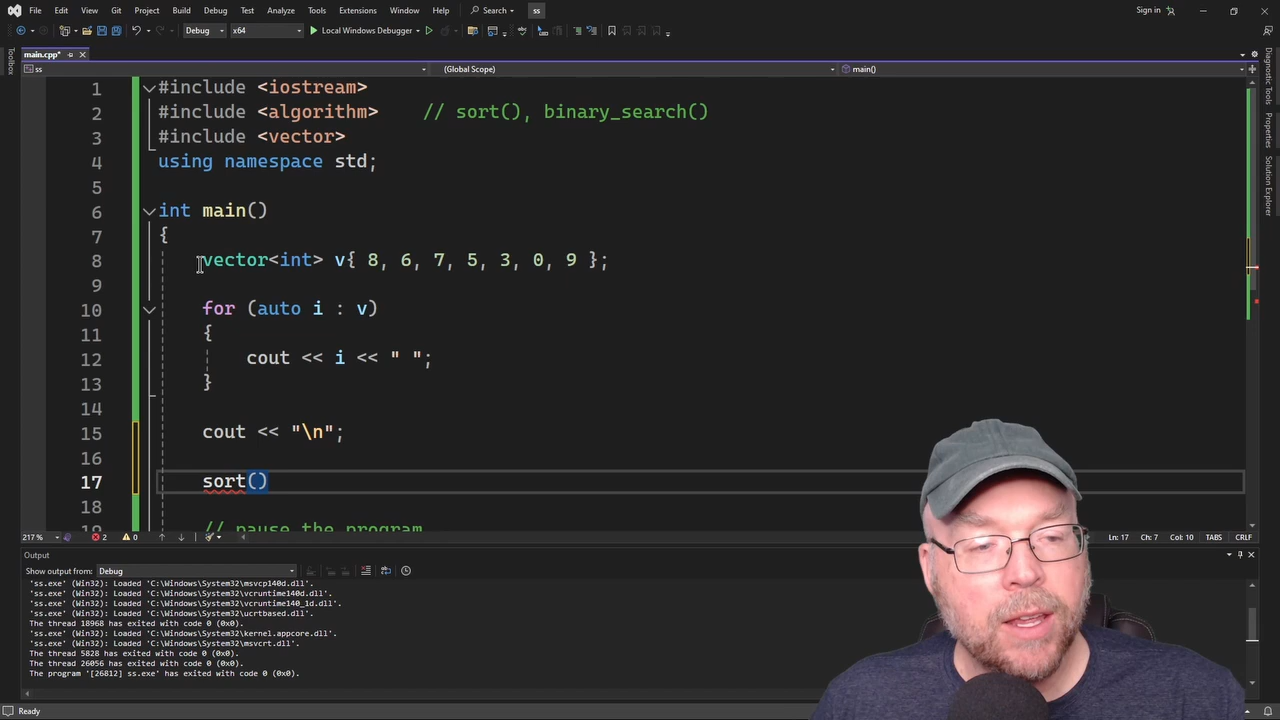 File Edit View Git Project Build Debug Test Analyze Tools Extensions Window Help Search ss Sign in
Debug x64 Local Windows Debugger
main.cpp*
ss (Global Scope) main()
Toolbox
1 #include <iostream>
2 #include <algorithm> // sort(), binary_search()
3 #include <vector>
4 using namespace std;
5
6 int main()
7 {
8 vector<int> v{ 8, 6, 7, 5, 3, 0, 9 };
9
10 for (auto i : v)
11 {
12 cout << i << " ";
13 }
14
15 cout << "\n";
16
17 sort()
18
// pause the program
Diagnostic Tools
Properties
Solution Explorer
217% 2 0 Ln: 17 Ch: 7 Col: 10 TABS CRLF
Output
Show output from: Debug
'ss.exe' (Win32): Loaded 'C:\Windows\System32\msvcp140d.dll'.
'ss.exe' (Win32): Loaded 'C:\Windows\System32\vcruntime140d.dll'.
'ss.exe' (Win32): Loaded 'C:\Windows\System32\vcruntime140_1d.dll'.
'ss.exe' (Win32): Loaded 'C:\Windows\System32\ucrtbased.dll'.
The thread 18968 has exited with code 0 (0x0).
'ss.exe' (Win32): Loaded 'C:\Windows\System32\kernel.appcore.dll'.
'ss.exe' (Win32): Loaded 'C:\Windows\System32\msvcrt.dll'.
The thread 5828 has exited with code 0 (0x0).
The thread 26056 has exited with code 0 (0x0).
The program '[26812] ss.exe' has exited with code 0 (0x0).
Ready